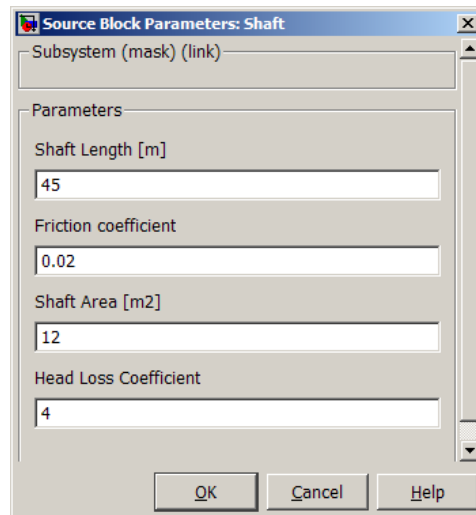 Source Block Parameters: Shaft
Subsystem (mask) (link)
Parameters
Shaft Length [m]
45
Friction coefficient
0.02
Shaft Area [m2]
12
Head Loss Coefficient
4
OK Cancel Help